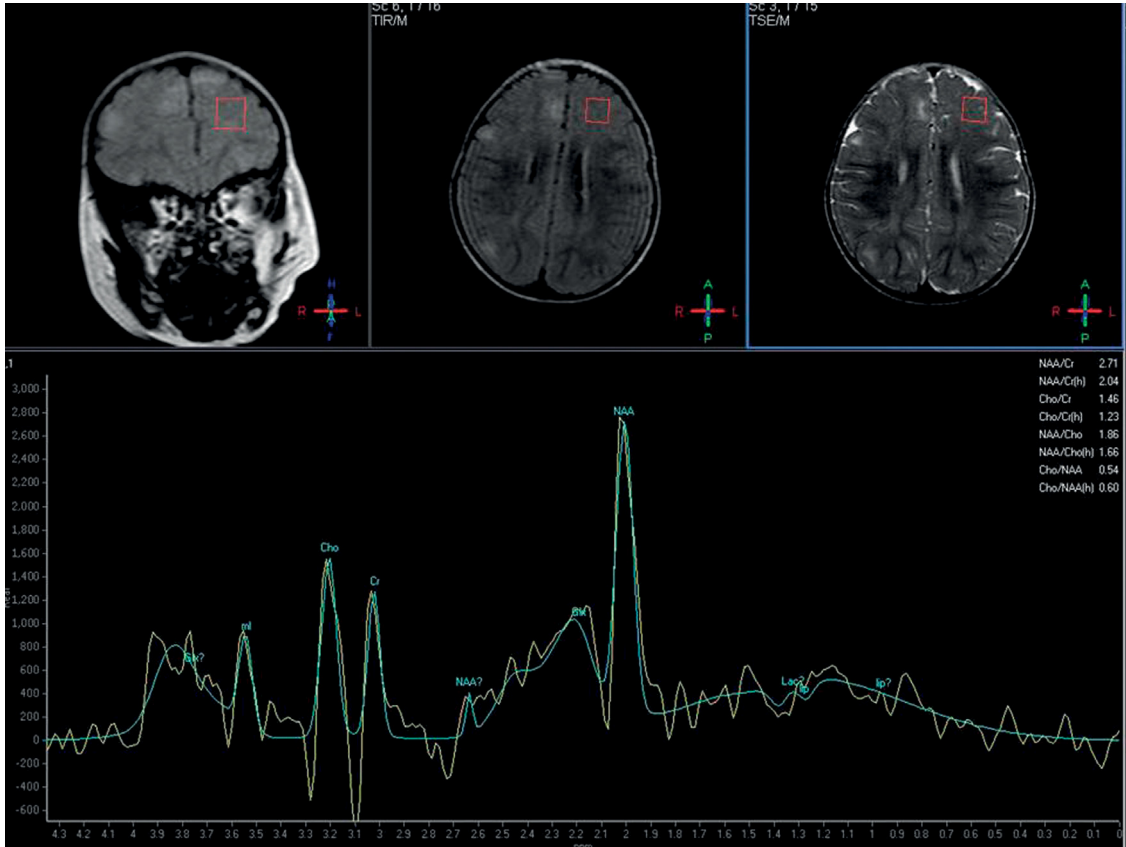 Sc 6, 1 / 16
TIR/M
Sc 3, 1 / 15
TSE/M
H
R L
A
R L
P
A
R L
P
,1
NAA/Cr 2.71
NAA/Cr(h) 2.04
Cho/Cr 1.46
Cho/Cr(h) 1.23
NAA/Cho 1.86
NAA/Cho(h) 1.66
Cho/NAA 0.54
Cho/NAA(h) 0.60
3,000
2,800
2,600
2,400
2,200
2,000
1,800
1,600
1,400
1,200
1,000
800
600
400
200
0
-200
-400
-600
NAA
Cho
Cr
mI
Glx?
NAA?
Glx
Lac?
lip
lip?
4.3 4.2 4.1 4 3.9 3.8 3.7 3.6 3.5 3.4 3.3 3.2 3.1 3 2.9 2.8 2.7 2.6 2.5 2.4 2.3 2.2 2.1 2 1.9 1.8 1.7 1.6 1.5 1.4 1.3 1.2 1.1 1 0.9 0.8 0.7 0.6 0.5 0.4 0.3 0.2 0.1 0
ppm